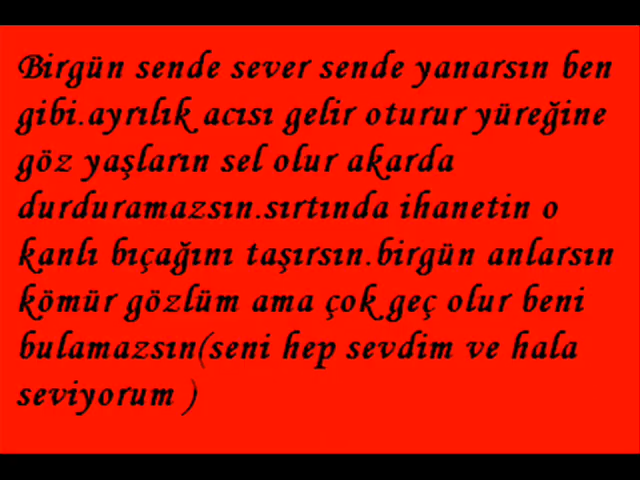 Birgün sende sever sende yanarsın ben
gibi.ayrılık acısı gelir oturur yüreğine
göz yaşların sel olur akarda
durduramazsın.sırtında ihanetin o
kanlı bıçağını taşırsın.birgün anlarsın
kömür gözlüm ama çok geç olur beni
bulamazsın(seni hep sevdim ve hala
seviyorum )